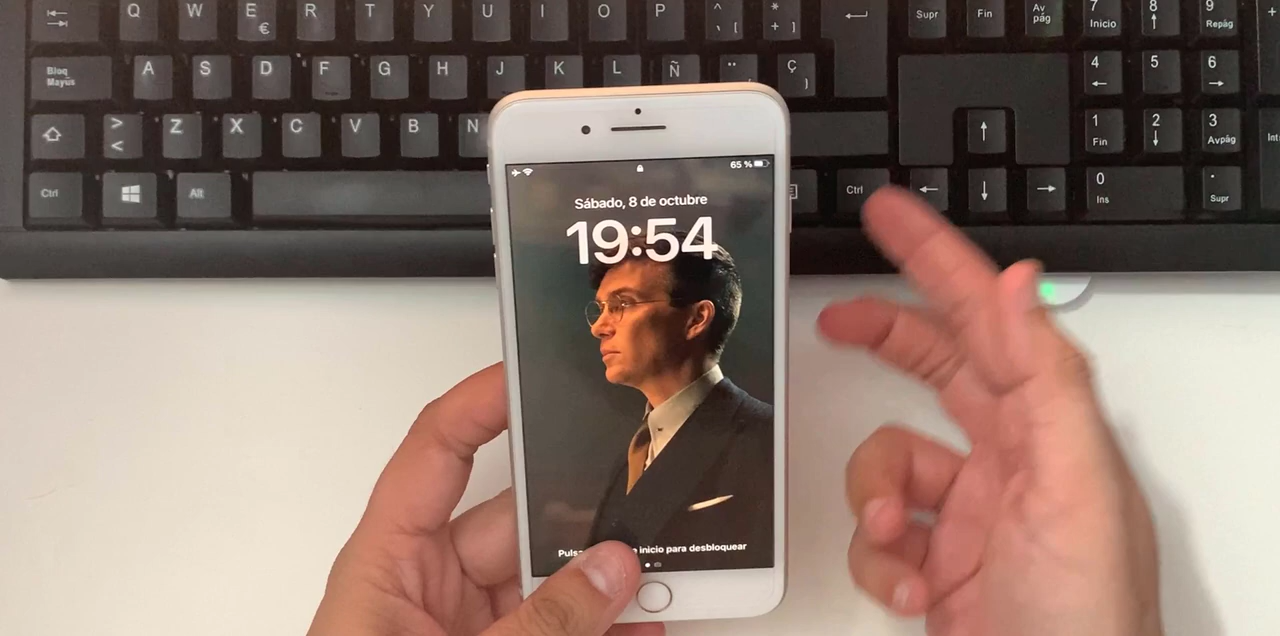 Q W E R T Y U I O P ^ * Supr Fin Av pág 7 8 9 +
€ ` [ + ] Inicio ↑ Repág
Bloq Mayús A S D F G H J K L Ñ ¨ Ç 4 5 6
} ← →
> < Z X C V B N ↑ 1 2 3
Fin ↓ Avpág
Ctrl Alt Ctrl ← ↓ → 0 .
Ins Supr
65 %
Sábado, 8 de octubre
19:54
inicio para desbloquear